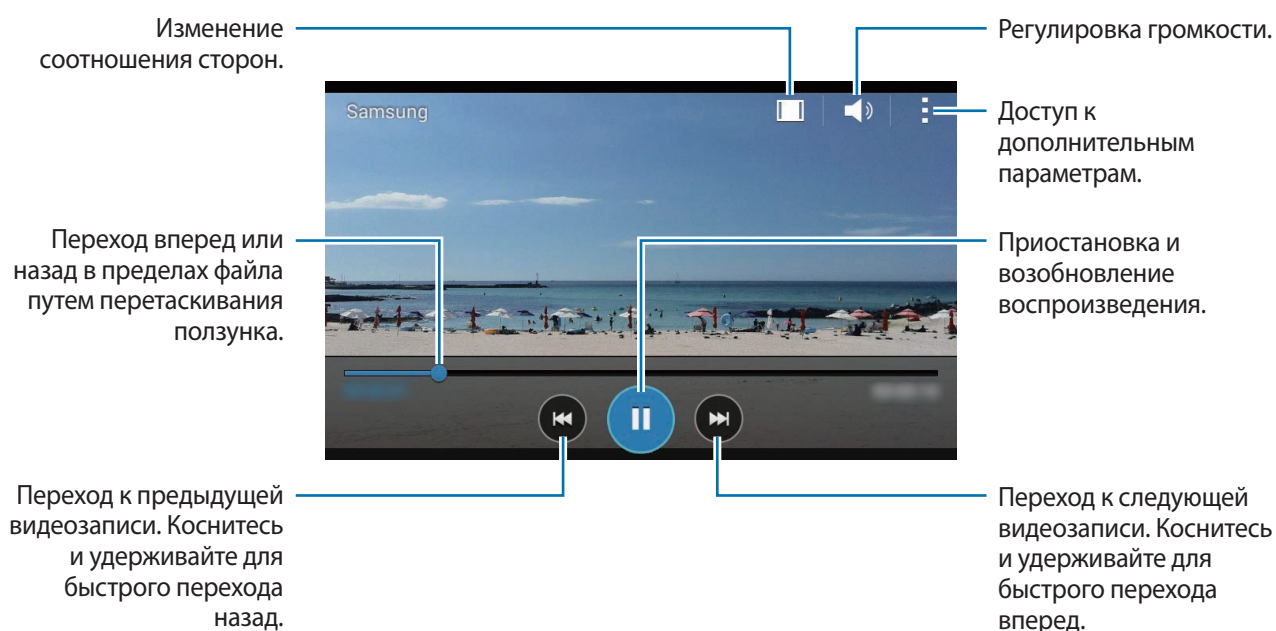 Изменение
соотношения сторон.
Регулировка громкости.
Samsung
Доступ к
дополнительным
параметрам.
Переход вперед или
назад в пределах файла
путем перетаскивания
ползунка.
Приостановка и
возобновление
воспроизведения.
Переход к предыдущей
видеозаписи. Коснитесь
и удерживайте для
быстрого перехода
назад.
Переход к следующей
видеозаписи. Коснитесь
и удерживайте для
быстрого перехода
вперед.